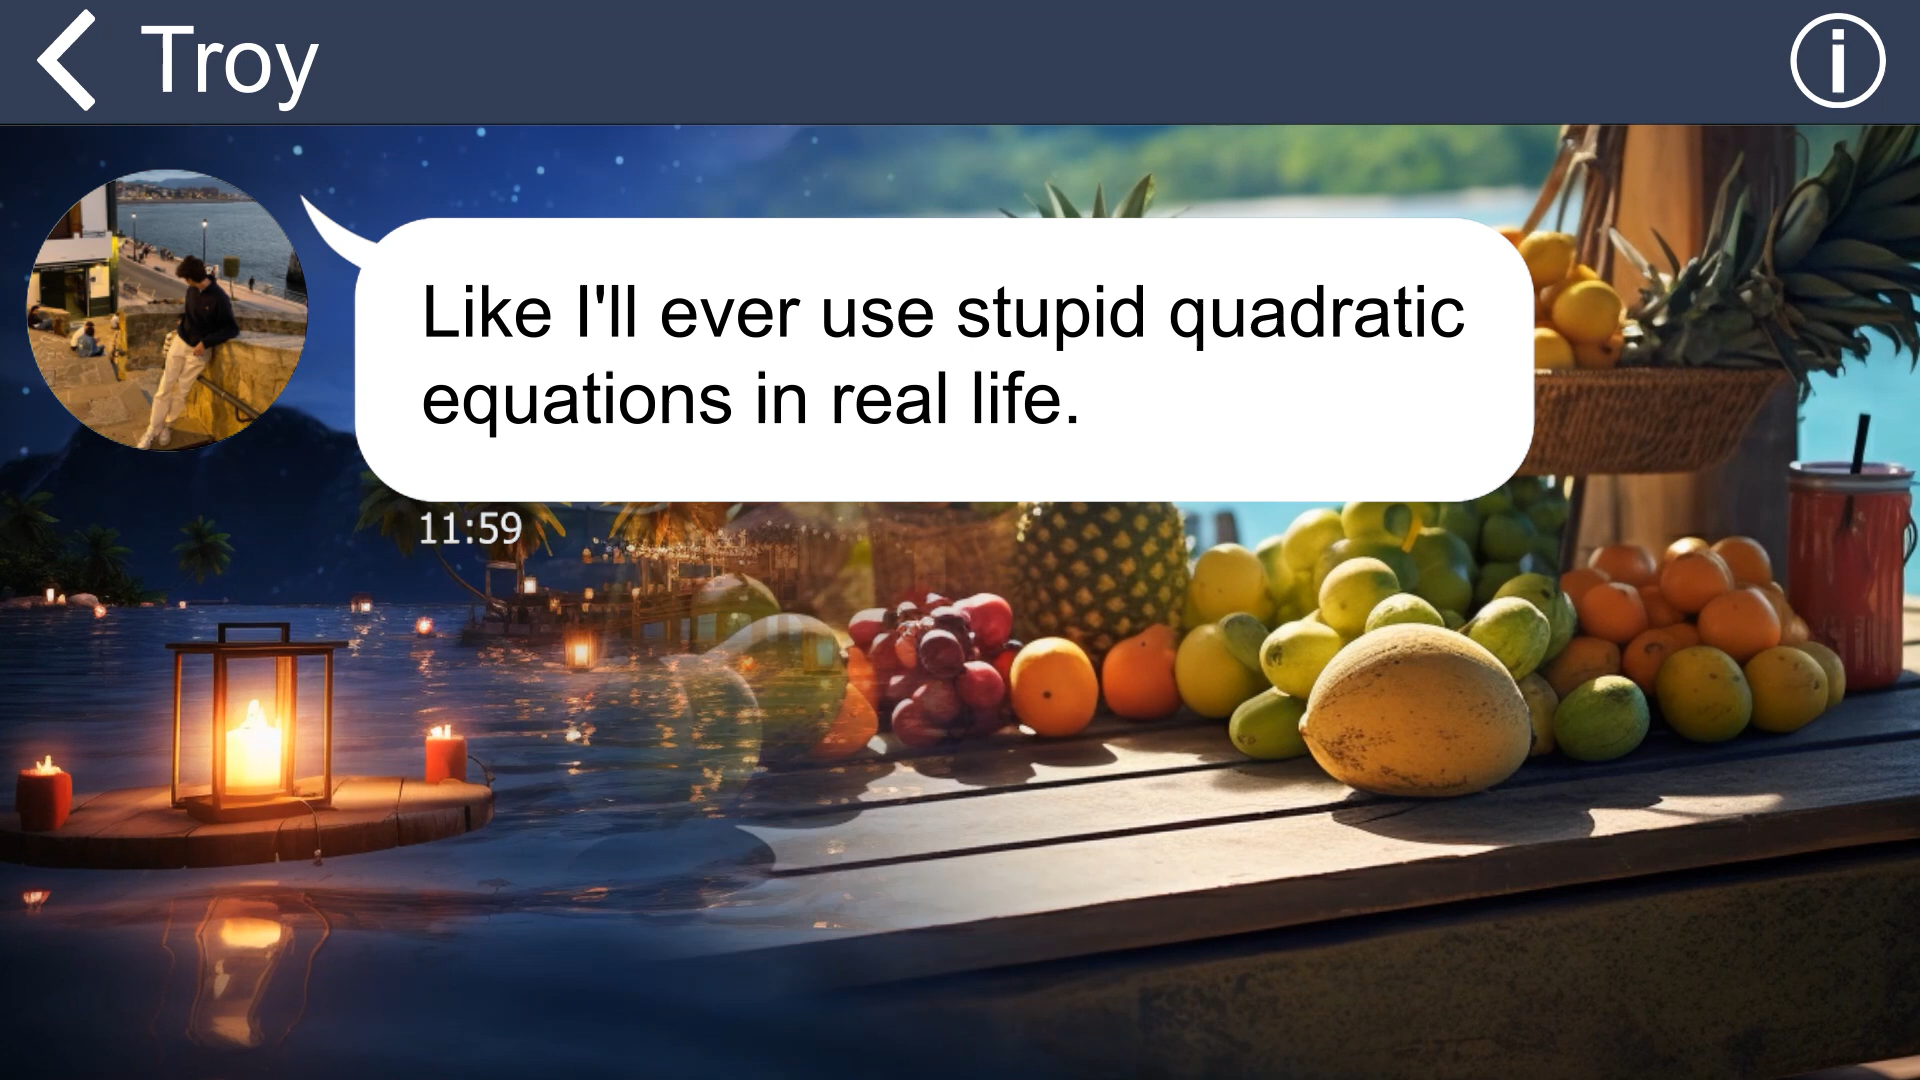 Troy
Like I'll ever use stupid quadratic
equations in real life.
11:59